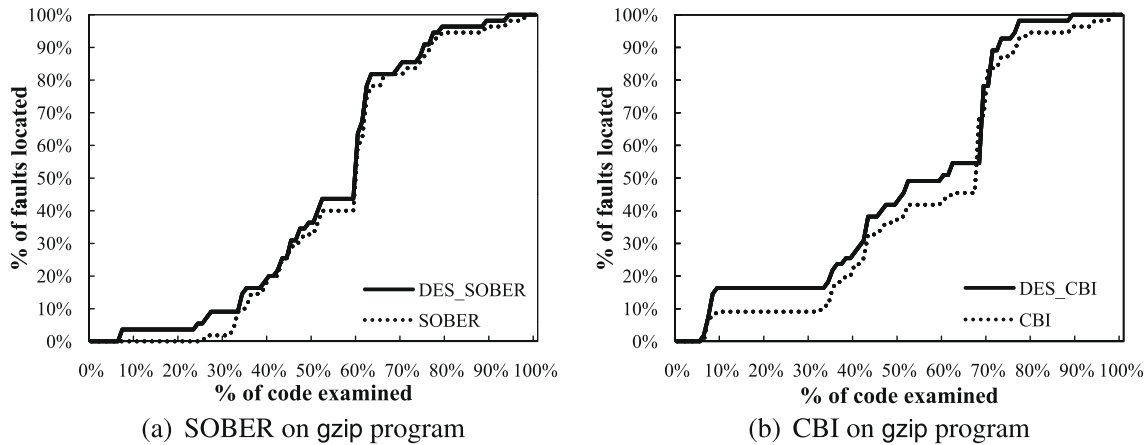 100%
90%
80%
70%
60%
50%
40%
30%
20%
10%
0%
% of faults located
DES_SOBER
SOBER
0% 10% 20% 30% 40% 50% 60% 70% 80% 90% 100%
% of code examined
(a) SOBER on gzip program
100%
90%
80%
70%
60%
50%
40%
30%
20%
10%
0%
% of faults located
DES_CBI
CBI
0% 10% 20% 30% 40% 50% 60% 70% 80% 90% 100%
% of code examined
(b) CBI on gzip program